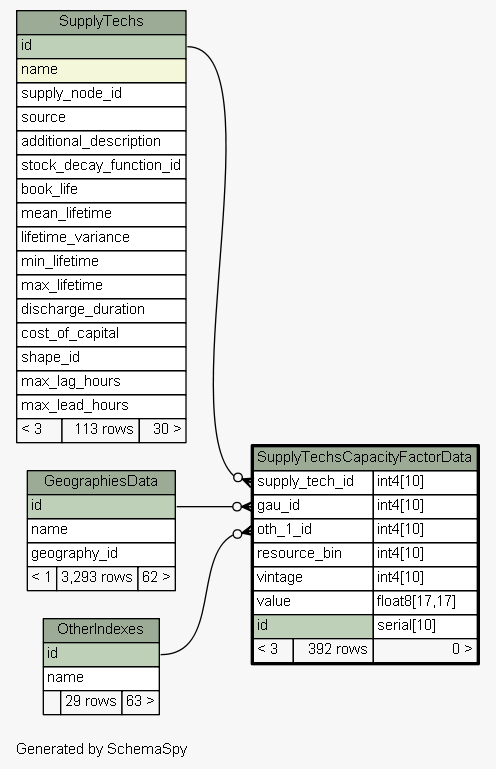 SupplyTechs
id
name
supply_node_id
source
additional_description
stock_decay_function_id
book_life
mean_lifetime
lifetime_variance
min_lifetime
max_lifetime
discharge_duration
cost_of_capital
shape_id
max_lag_hours
max_lead_hours
< 3 113 rows 30 >
SupplyTechsCapacityFactorData
supply_tech_id int4[10]
gau_id int4[10]
oth_1_id int4[10]
resource_bin int4[10]
vintage int4[10]
value float8[17,17]
id serial[10]
< 3 392 rows 0 >
GeographiesData
id
name
geography_id
< 1 3,293 rows 62 >
OtherIndexes
id
name
29 rows 63 >
Generated by SchemaSpy